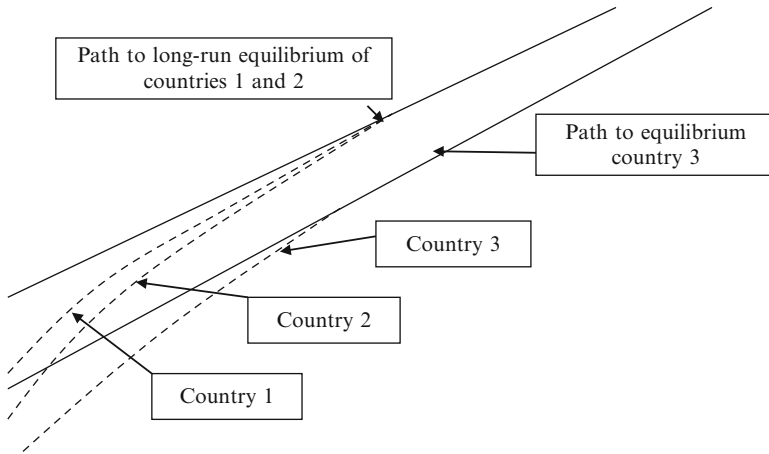 Path to long-run equilibrium of
countries 1 and 2
Path to equilibrium
country 3
Country 3
Country 2
Country 1